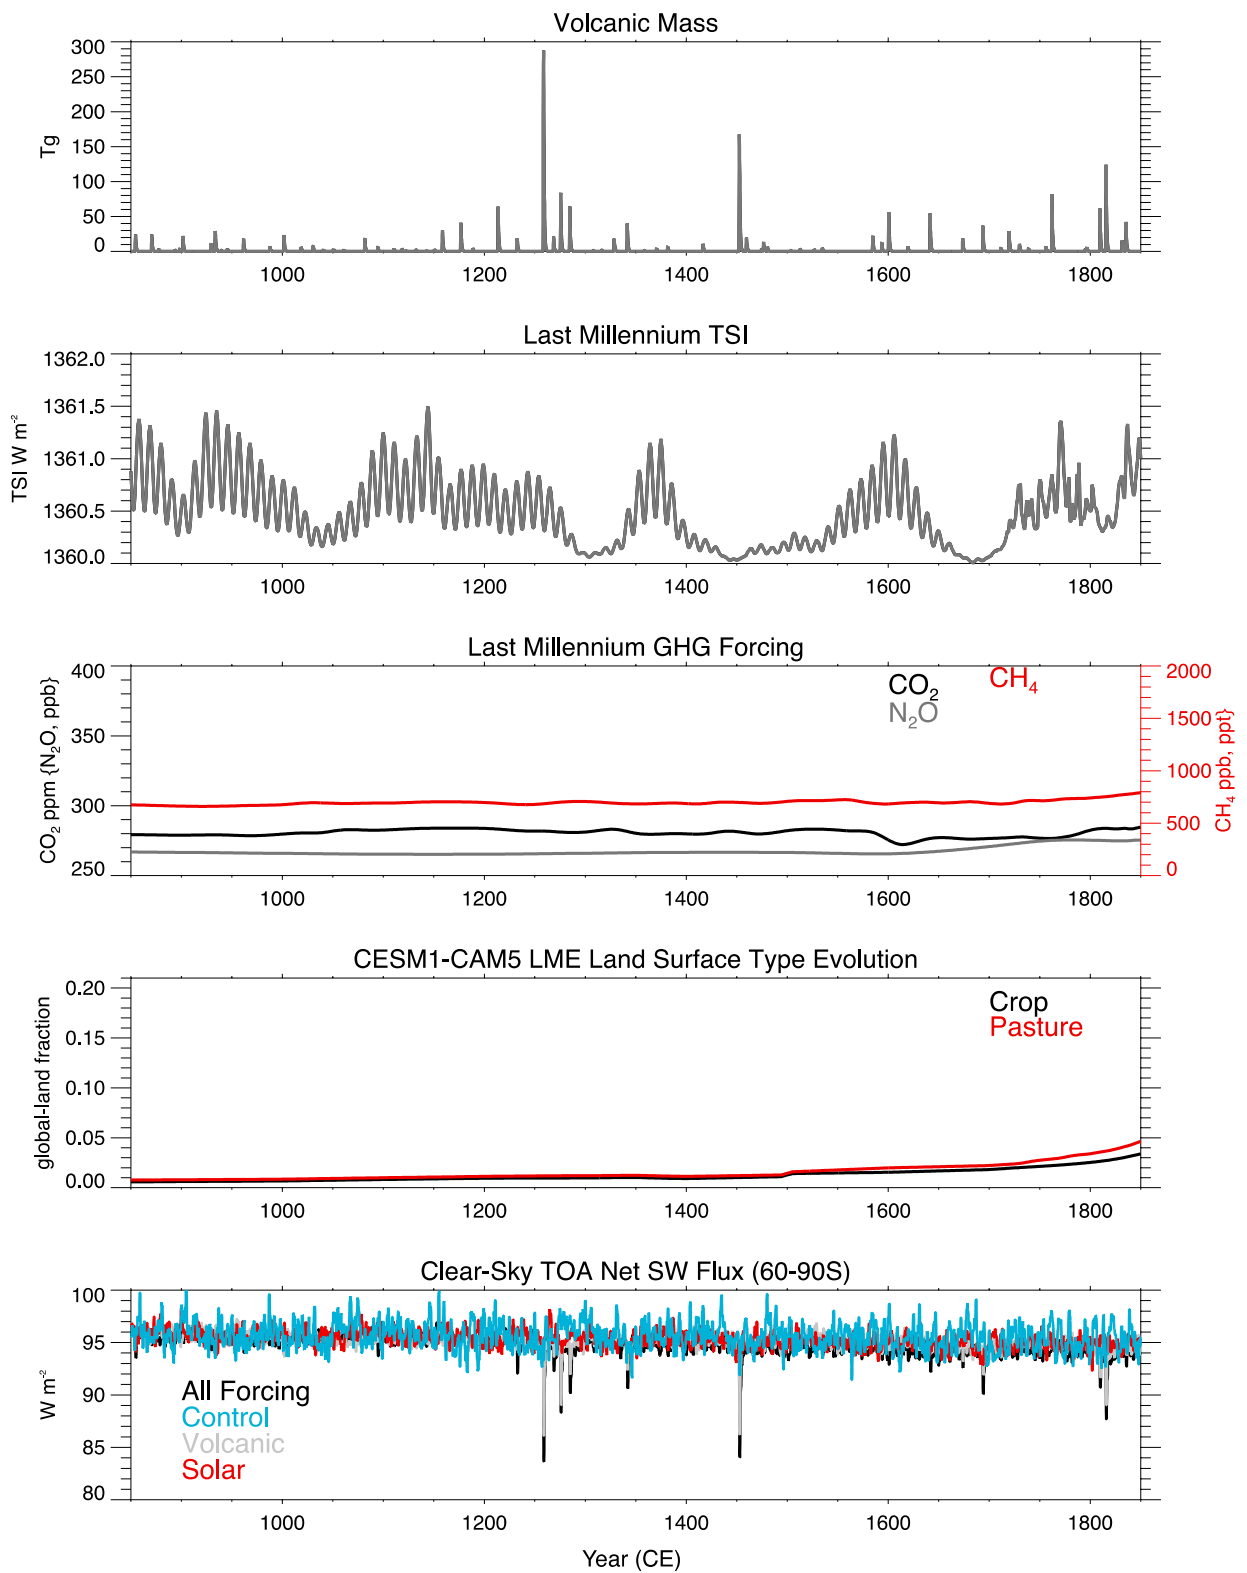 Volcanic Mass
300
250
200
150
100
50
0
Tg
1000 1200 1400 1600 1800
Last Millennium TSI
1362.0
1361.5
1361.0
1360.5
1360.0
TSI W m⁻²
1000 1200 1400 1600 1800
Last Millennium GHG Forcing
400
350
300
250
CO₂ ppm {N₂O, ppb}
CO₂
N₂O
CH₄
2000
1500
1000
500
0
CH₄ ppb, ppt}
1000 1200 1400 1600 1800
CESM1-CAM5 LME Land Surface Type Evolution
0.20
0.15
0.10
0.05
0.00
global-land fraction
Crop
Pasture
1000 1200 1400 1600 1800
Clear-Sky TOA Net SW Flux (60-90S)
100
95
90
85
80
W m⁻²
All Forcing
Control
Volcanic
Solar
1000 1200 1400 1600 1800
Year (CE)